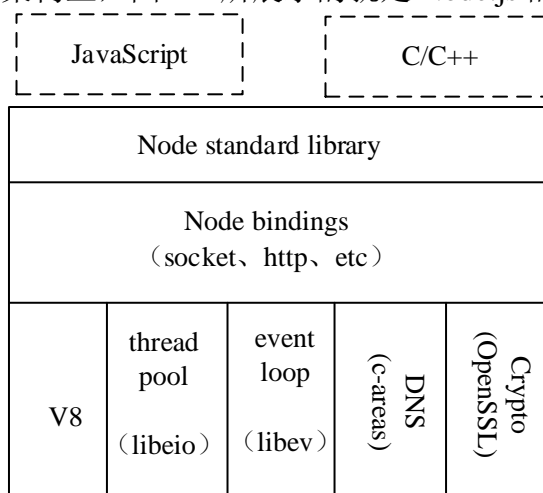 JavaScript
C/C++
Node standard library
Node bindings
（socket、http、etc）
V8
thread
pool
（libeio）
event
loop
（libev）
DNS
(c-areas)
Crypto
(OpenSSL)